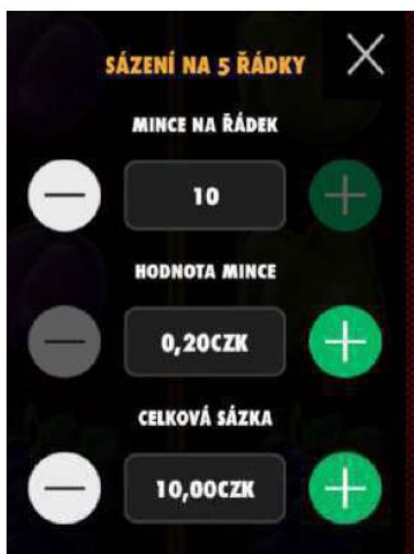 SÁZENÍ NA 5 ŘÁDKY
MINCE NA ŘÁDEK
10
HODNOTA MINCE
0,20CZK
CELKOVÁ SÁZKA
10,00CZK